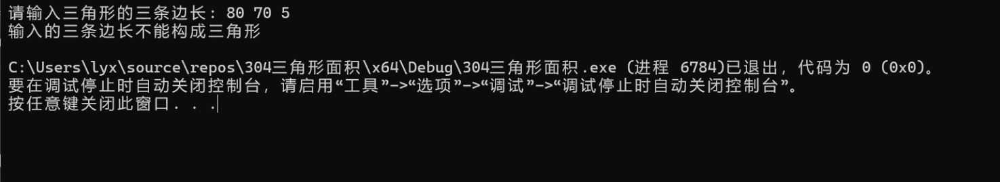 请输入三角形的三条边长: 80 70 5
输入的三条边长不能构成三角形
C:\Users\lyx\source\repos\304三角形面积\x64\Debug\304三角形面积.exe (进程 6784)已退出，代码为 0 (0x0)。
要在调试停止时自动关闭控制台，请启用“工具”->“选项”->“调试”->“调试停止时自动关闭控制台”。
按任意键关闭此窗口. . .